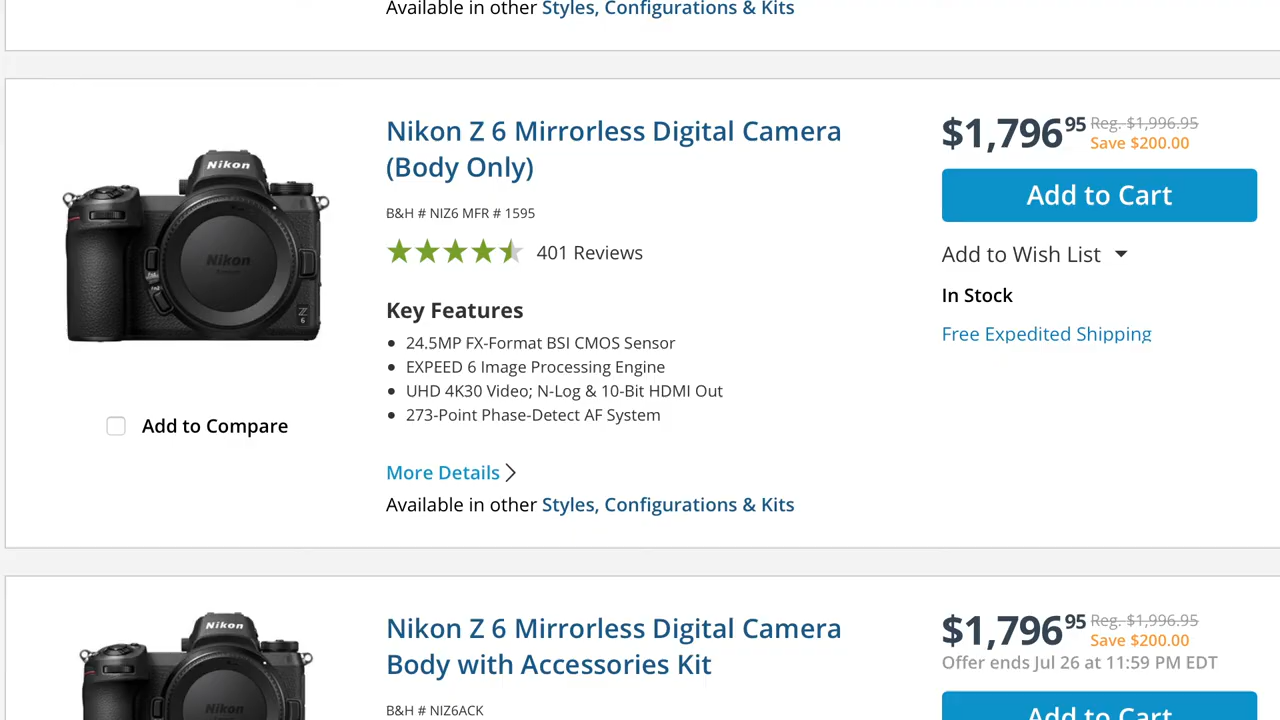 Available in other Styles, Configurations & Kits
Nikon
Nikon
Z
6
Add to Compare
Nikon Z 6 Mirrorless Digital Camera
(Body Only)
B&H # NIZ6 MFR # 1595
401 Reviews
Key Features
24.5MP FX-Format BSI CMOS Sensor
EXPEED 6 Image Processing Engine
UHD 4K30 Video; N-Log & 10-Bit HDMI Out
273-Point Phase-Detect AF System
More Details
Available in other Styles, Configurations & Kits
$1,796 95 Reg. $1,996.95
Save $200.00
Add to Cart
Add to Wish List
In Stock
Free Expedited Shipping
Nikon
Nikon
Nikon Z 6 Mirrorless Digital Camera
Body with Accessories Kit
B&H # NIZ6ACK
$1,796 95 Reg. $1,996.95
Save $200.00
Offer ends Jul 26 at 11:59 PM EDT
Add to Cart